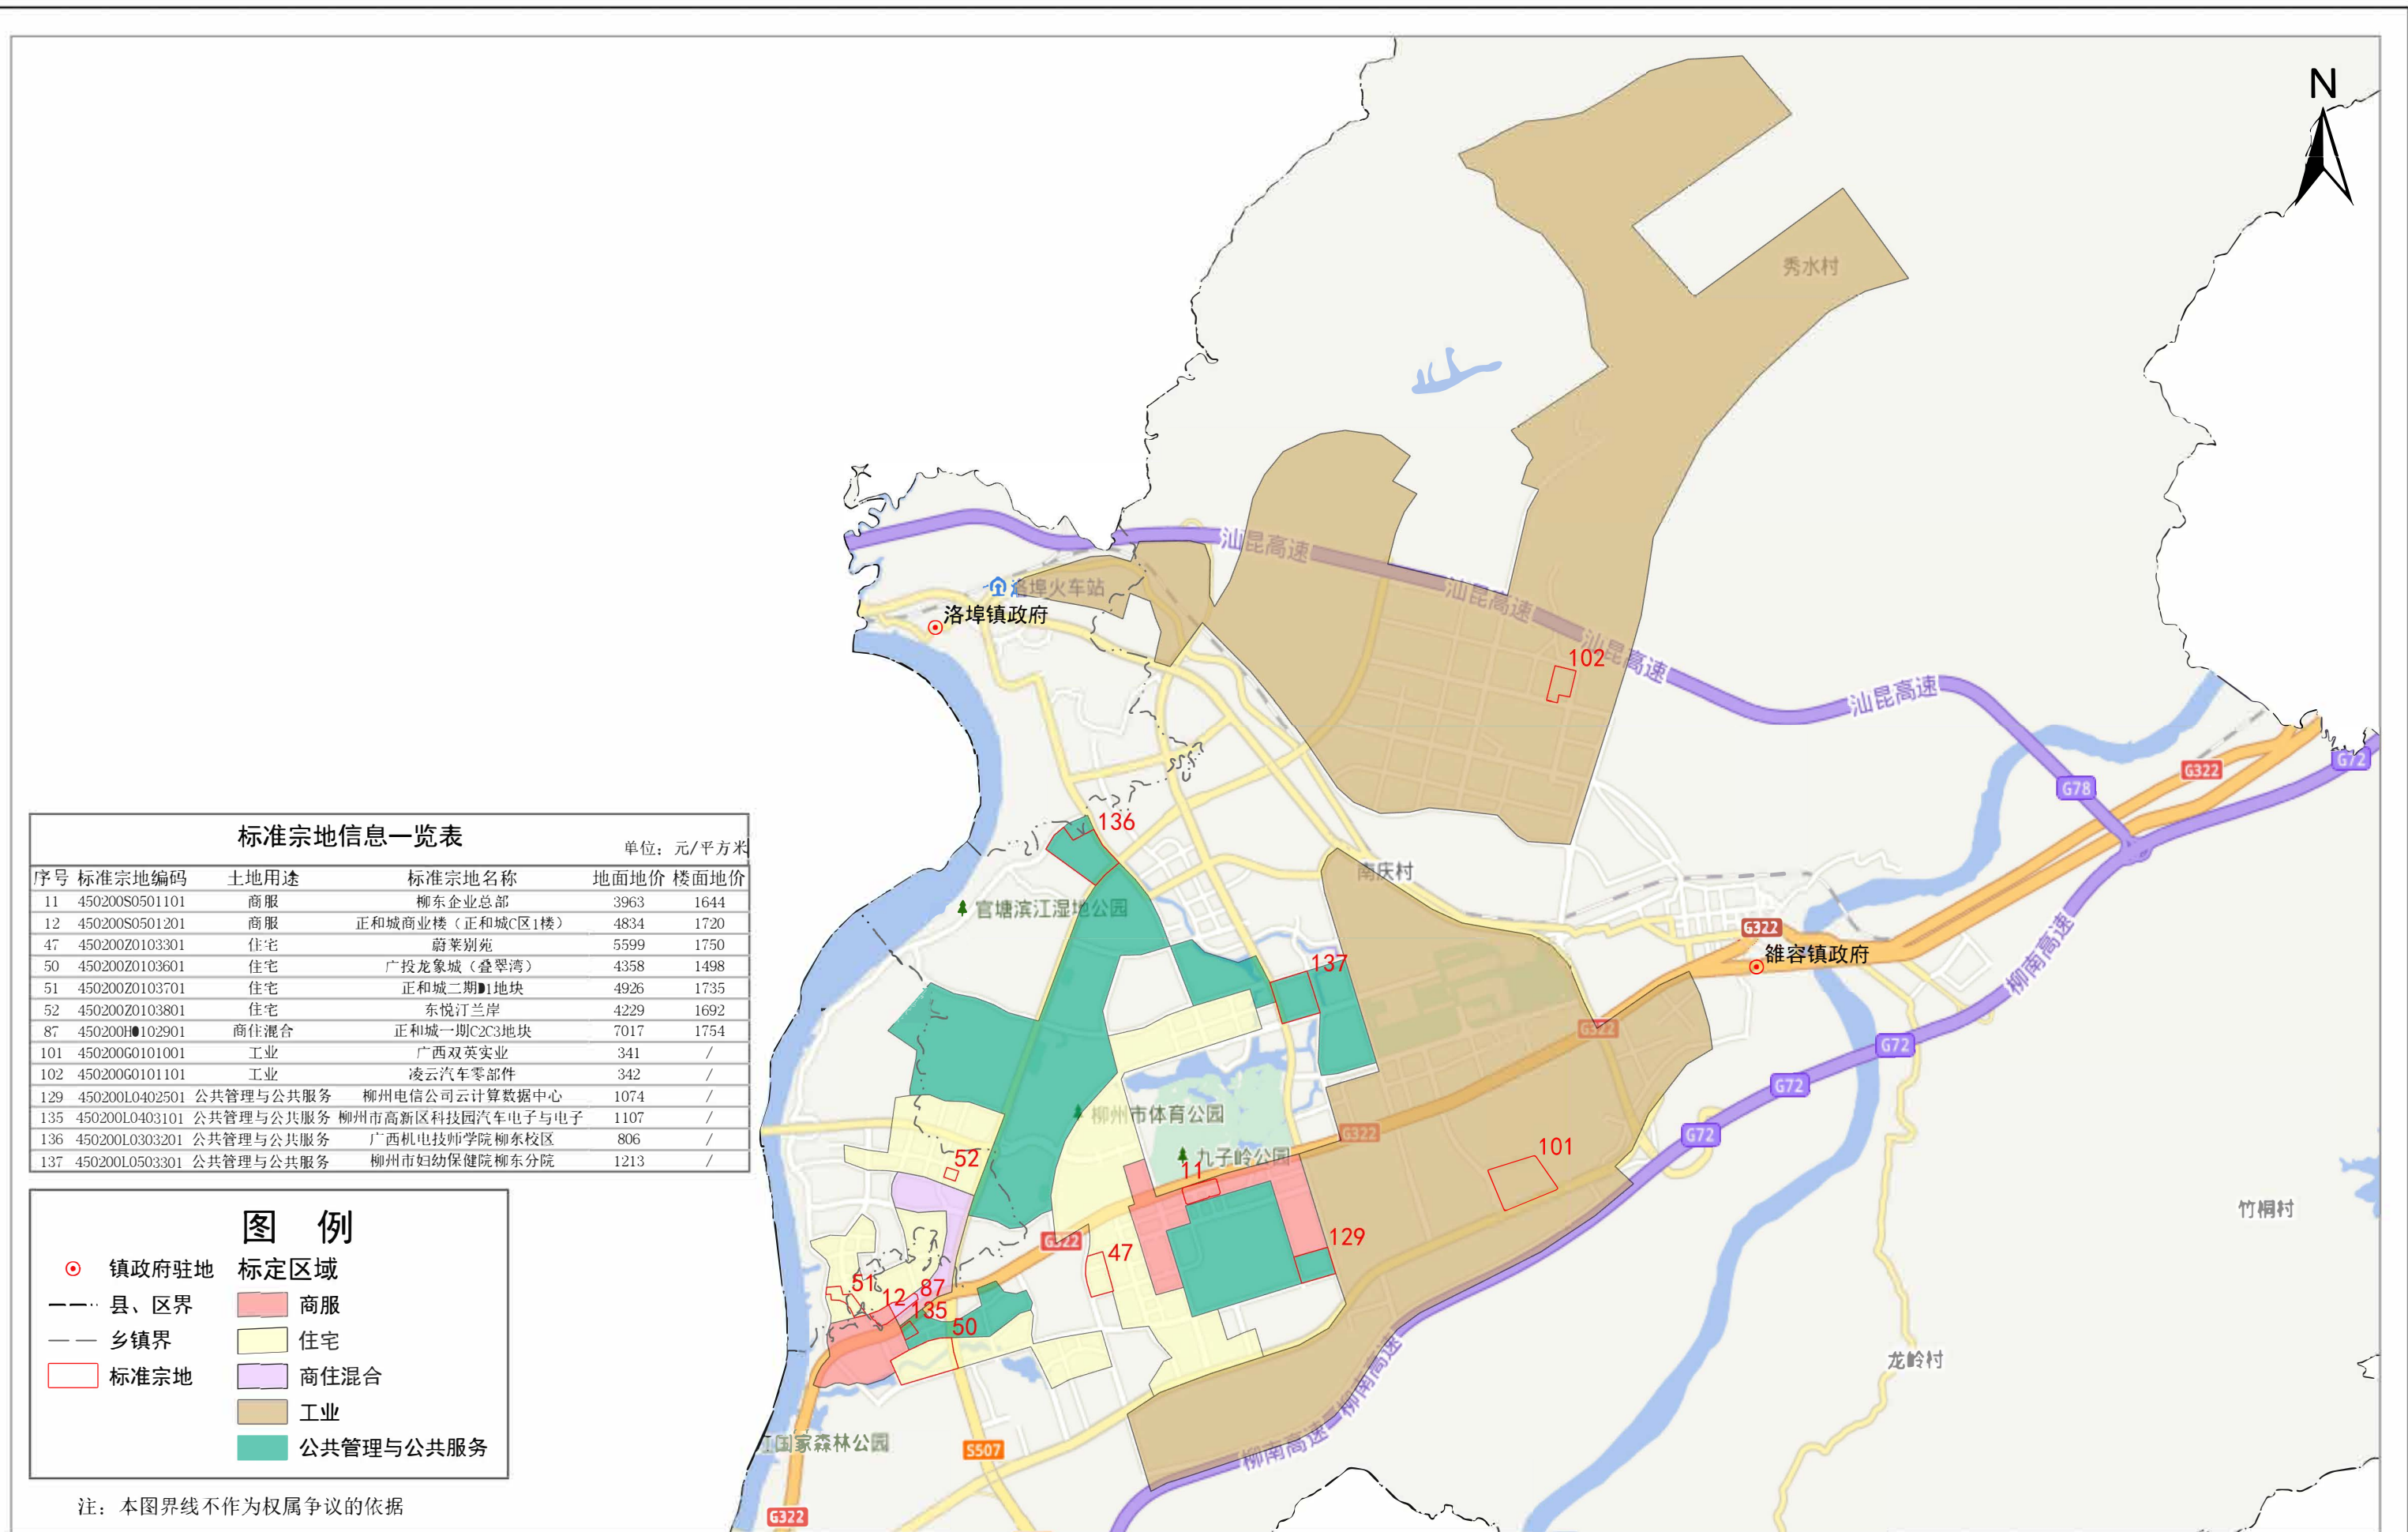 N
秀水村
汕昆高速
汕昆高速
汕昆高速
汕昆高速
洛埠火车站
洛埠镇政府
102
G322
G72
G78
136
南庆村
官塘滨江湿地公园
G322
雒容镇政府
137
柳南高速
G322
G72
G72
柳州市体育公园
G322
G72
九子岭公园
101
52
11
竹桐村
G322
129
47
51
87
12
135
50
龙岭村
柳南高速
柳南高速
国家森林公园
S507
G322
标准宗地信息一览表
单位：元/平方米
序号 标准宗地编码 土地用途 标准宗地名称 地面地价 楼面地价
11 450200S0501101 商服 柳东企业总部 3963 1644
12 450200S0501201 商服 正和城商业楼（正和城C区1楼） 4834 1720
47 450200Z0103301 住宅 蔚莱别苑 5599 1750
50 450200Z0103601 住宅 广投龙象城（叠翠湾） 4358 1498
51 450200Z0103701 住宅 正和城二期D1地块 4926 1735
52 450200Z0103801 住宅 东悦汀兰岸 4229 1692
87 450200H0102901 商住混合 正和城一期C2C3地块 7017 1754
101 450200G0101001 工业 广西双英实业 341 /
102 450200G0101101 工业 凌云汽车零部件 342 /
129 450200L0402501 公共管理与公共服务 柳州电信公司云计算数据中心 1074 /
135 450200L0403101 公共管理与公共服务 柳州市高新区科技园汽车电子与电子 1107 /
136 450200L0303201 公共管理与公共服务 广西机电技师学院柳东校区 806 /
137 450200L0503301 公共管理与公共服务 柳州市妇幼保健院柳东分院 1213 /
图 例
镇政府驻地 标定区域
县、区界 商服
乡镇界 住宅
标准宗地 商住混合
工业
公共管理与公共服务
注：本图界线不作为权属争议的依据